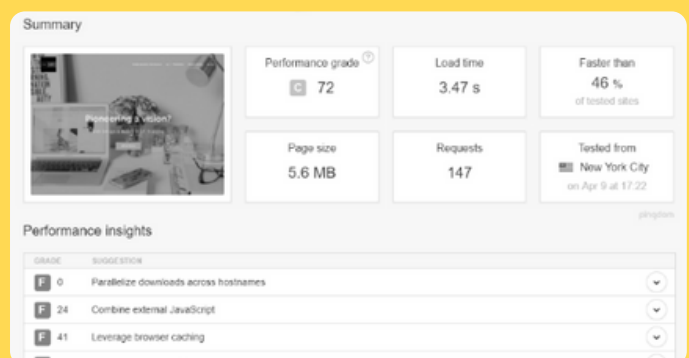 Summary
Pioneering a vision?
Performance grade ?
C 72
Load time
3.47 s
Faster than
46 %
of tested sites
Page size
5.6 MB
Requests
147
Tested from
New York City
on Apr 9 at 17:22
pingdom
Performance insights
GRADE SUGGESTION
F 0 Parallelize downloads across hostnames
F 24 Combine external JavaScript
F 41 Leverage browser caching